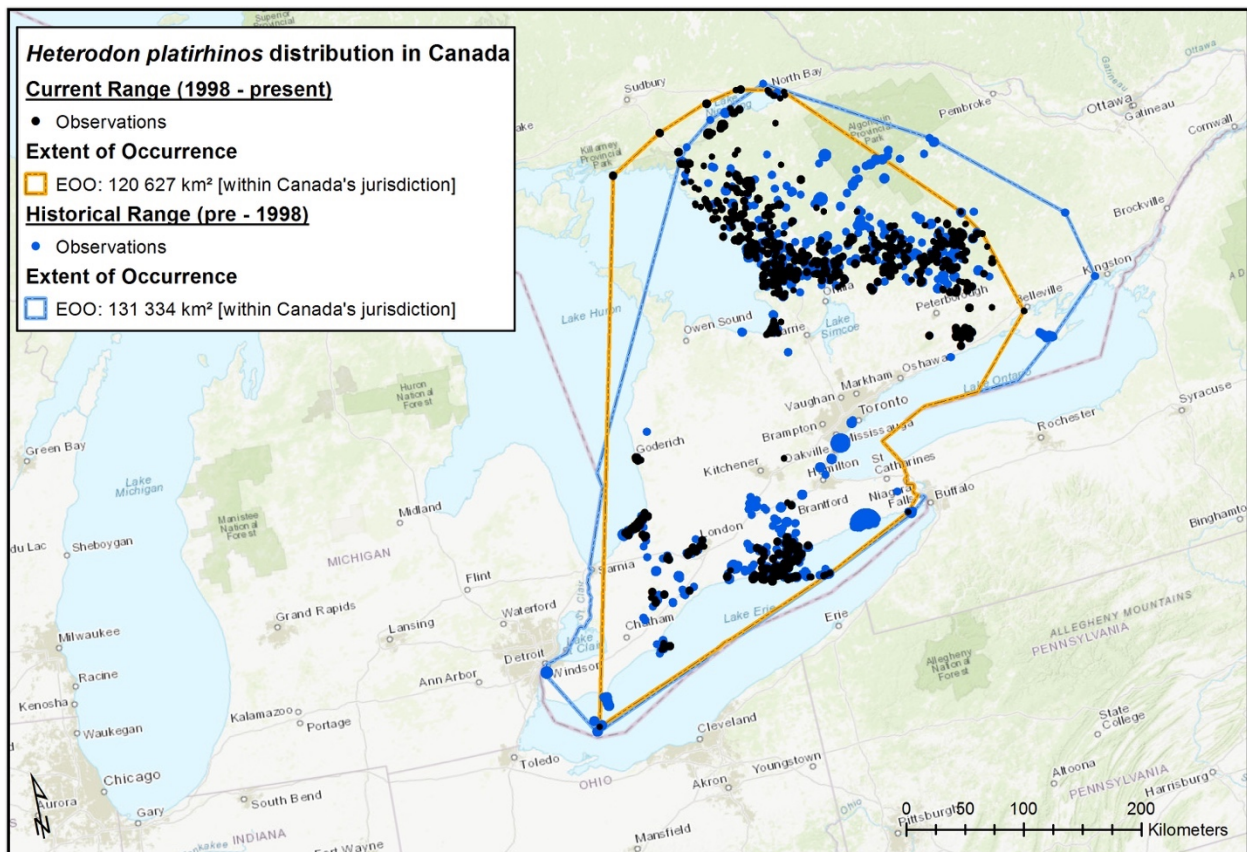 Heterodon platirhinos distribution in Canada
Current Range (1998 - present)
Observations
Extent of Occurrence
EOO: 120 627 km² [within Canada's jurisdiction]
Historical Range (pre - 1998)
Observations
Extent of Occurrence
EOO: 131 334 km² [within Canada's jurisdiction]
Superior
Provincial
Sudbury
North Bay
Lake
Killarney
Provincial
Park
Algonquin
Provincial
Park
Pembroke
Ottawa
Gatineau
Ottawa
Gatineau
Cornwall
Brockville
Kingston
Belleville
Peterborough
Lake Huron
Owen Sound
Lake
Simcoe
Oshawa
Markham
Vaughan
Toronto
Lake Ontario
Brampton
Mississauga
Oakville
Hamilton
St
Catharines
Niagara
Falls
Buffalo
Rochester
Syracuse
Binghamton
Huron
National
Forest
Green Bay
Lake
Michigan
Manistee
National
Forest
Midland
du Lac
Sheboygan
MICHIGAN
Goderich
Kitchener
Brantford
London
Sarnia
Flint
Grand Rapids
Lansing
Waterford
St. Clair
Chatham
Lake Erie
Erie
ALLEGHENY MOUNTAINS
PENNSYLVANIA
Allegheny
National
Forest
Milwaukee
Racine
Kenosha
Waukegan
Detroit
Windsor
Ann Arbor
Kalamazoo
Portage
Cleveland
Toledo
Youngstown
Akron
State
College
Altoona
PENNSYLVANIA
Harrisburg
Chicago
Aurora
Gary
South Bend
OHIO
INDIANA
Fort Wayne
Mansfield
Ohio
Pittsburgh
N
0 50 100 200
Kilometers